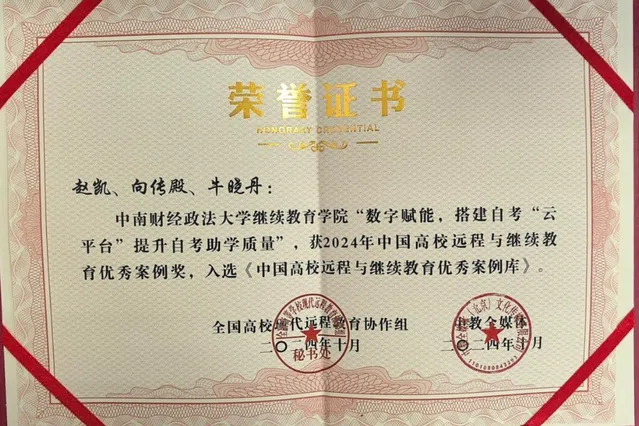 荣誉证书
HONORARY CREDENTIAL
赵凯、向传殿、牛晓丹：
中南财经政法大学继续教育学院“数字赋能，搭建自考“云
平台”提升自考助学质量”，获2024年中国高校远程与继续教
育优秀案例奖，入选《中国高校远程与继续教育优秀案例库》。
全国高校现代远程教育协作组
二〇二四年十月
秘书处
中教全媒体
二〇二四年十月